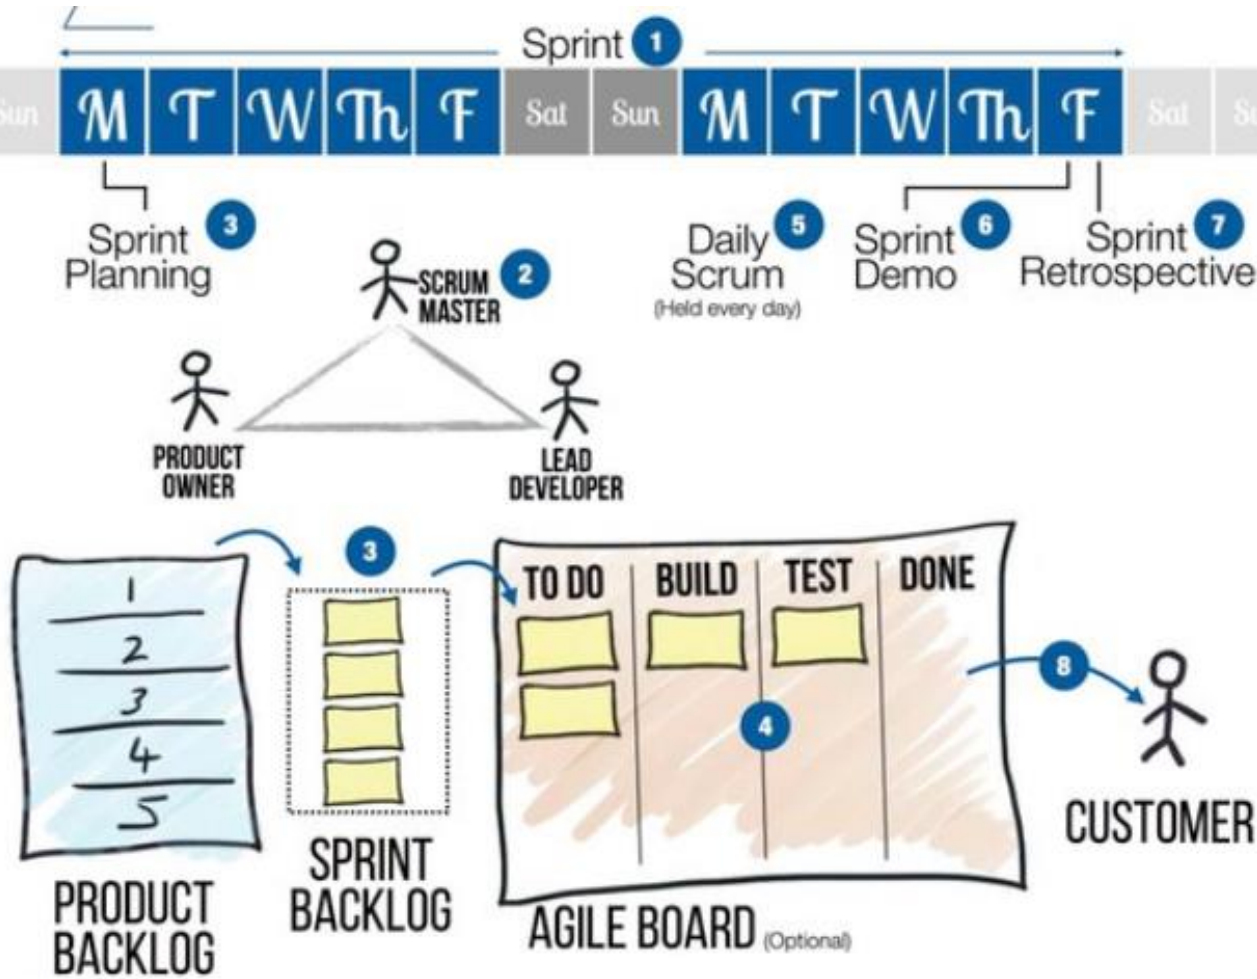 Sprint 1
Sun M T W Th F Sat Sun M T W Th F Sat
Sprint 3
Planning
SCRUM 2
MASTER
Daily 5
Scrum
(Held every day)
Sprint 6
Demo
Sprint 7
Retrospective
PRODUCT
OWNER
LEAD
DEVELOPER
3
1
2
3
4
5
PRODUCT
BACKLOG
SPRINT
BACKLOG
TO DO BUILD TEST DONE
4
AGILE BOARD (Optional)
8
CUSTOMER